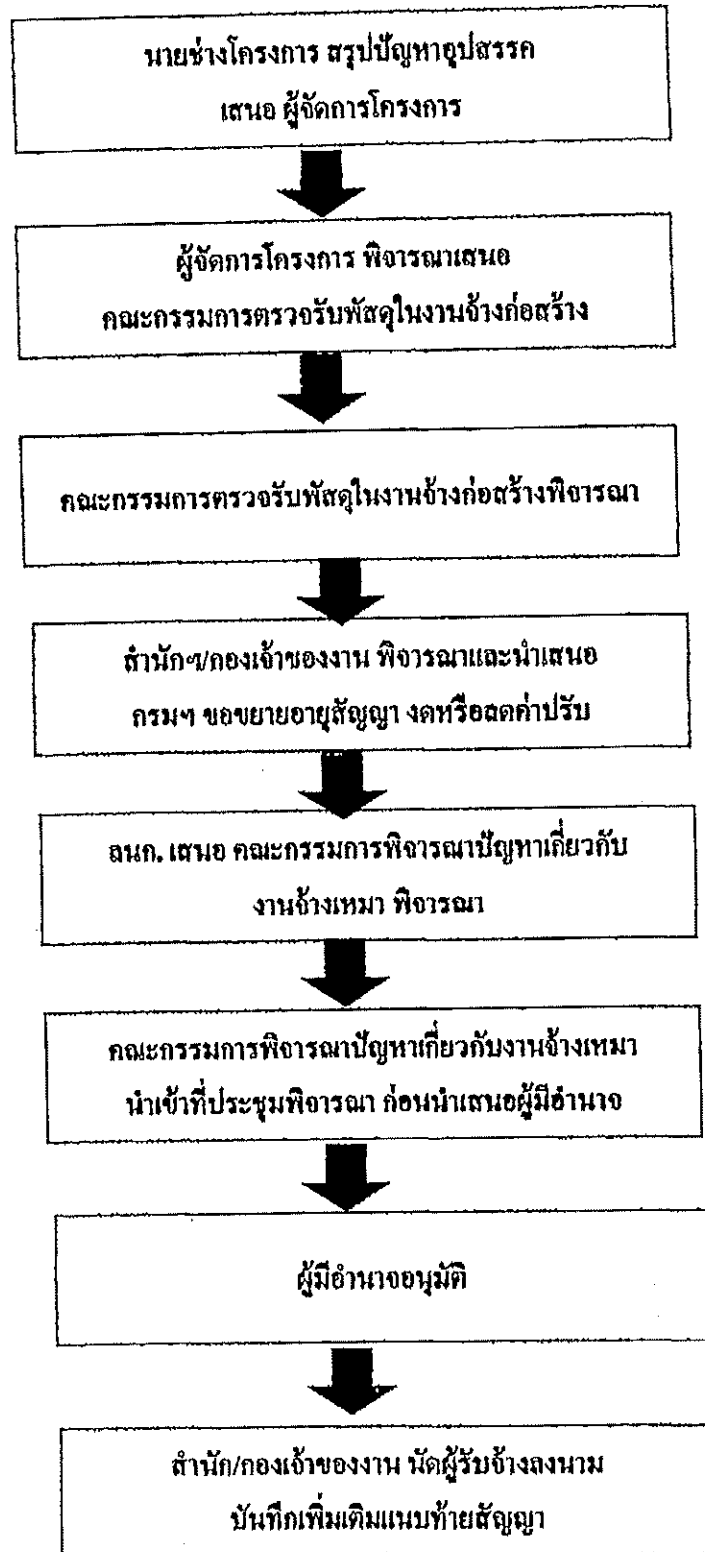 นายช่างโครงการ สรุปปัญหาอุปสรรค
เสนอ ผู้จัดการโครงการ
ผู้จัดการโครงการ พิจารณาเสนอ
คณะกรรมการตรวจรับพัสดุในงานจ้างก่อสร้าง
คณะกรรมการตรวจรับพัสดุในงานจ้างก่อสร้างพิจารณา
สำนักฯ/กองเจ้าของงาน พิจารณาและนำเสนอ
กรมฯ ขอขยายอายุสัญญา งดหรือลดค่าปรับ
ลนก. เสนอ คณะกรรมการพิจารณาปัญหาเกี่ยวกับ
งานจ้างเหมา พิจารณา
คณะกรรมการพิจารณาปัญหาเกี่ยวกับงานจ้างเหมา
นำเข้าที่ประชุมพิจารณา ก่อนนำเสนอผู้มีอำนาจ
ผู้มีอำนาจอนุมัติ
สำนัก/กองเจ้าของงาน นัดผู้รับจ้างลงนาม
บันทึกเพิ่มเติมแนบท้ายสัญญา